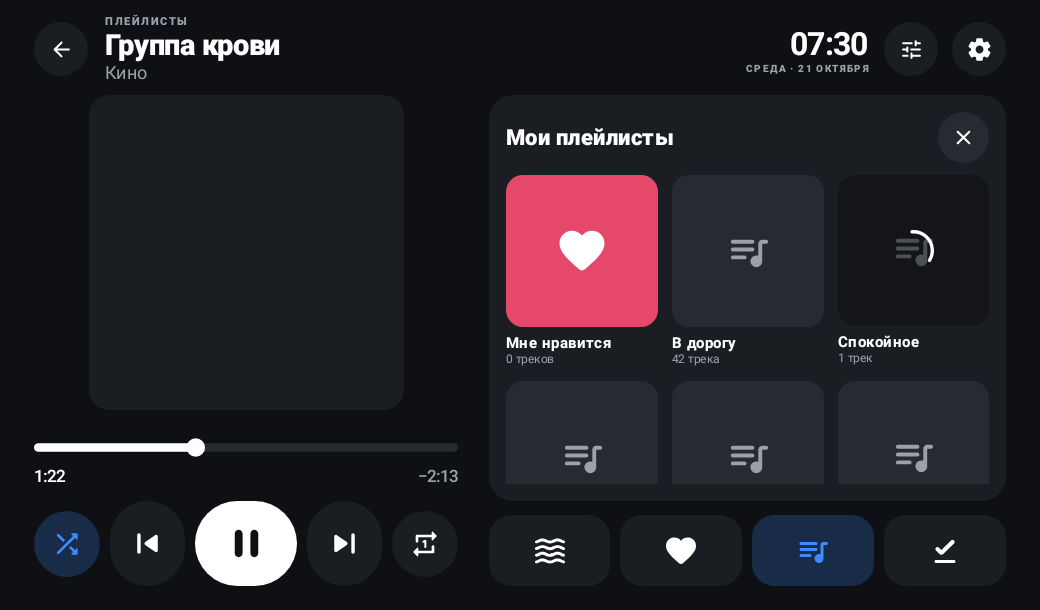 ПЛЕЙЛИСТЫ
Группа крови
Кино
07:30
СРЕДА · 21 ОКТЯБРЯ
Мои плейлисты
Мне нравится
0 треков
В дорогу
42 трека
Спокойное
1 трек
1:22
−2:13
1